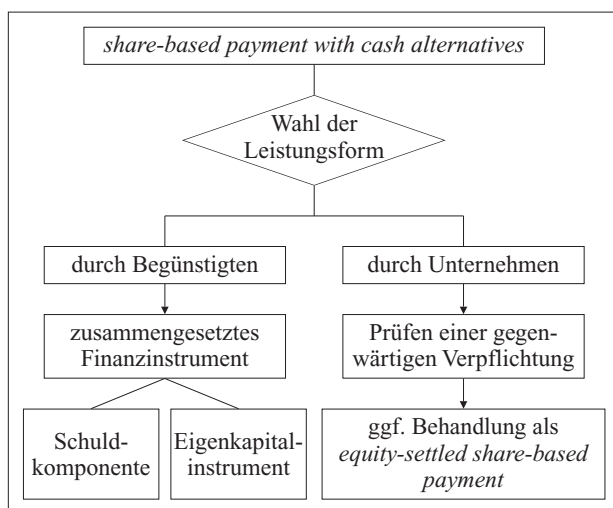 share-based payment with cash alternatives
Wahl der
Leistungsform
durch Begünstigten
durch Unternehmen
zusammengesetztes
Finanzinstrument
Prüfen einer gegen-
wärtigen Verpflichtung
Schuld-
komponente
Eigenkapital-
instrument
ggf. Behandlung als
equity-settled share-based
payment